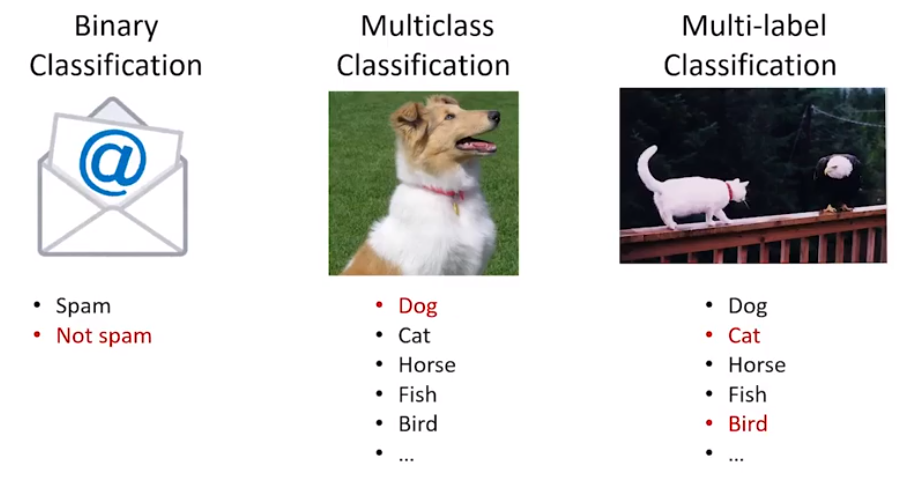 Binary
Classification
@
• Spam
• Not spam
Multiclass
Classification
• Dog
• Cat
• Horse
• Fish
• Bird
• ...
Multi-label
Classification
• Dog
• Cat
• Horse
• Fish
• Bird
• ...